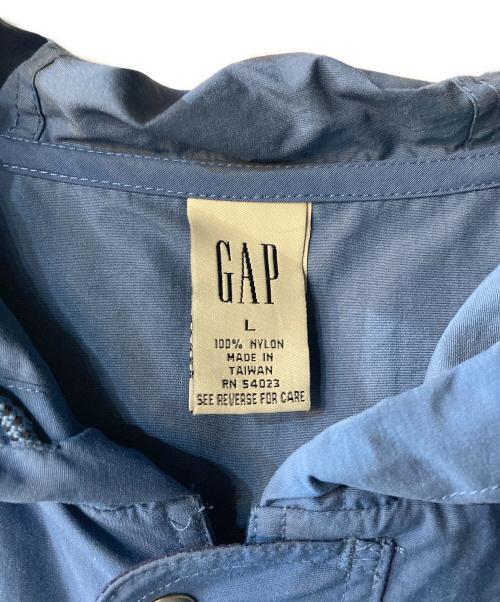 GAP
L
100% NYLON
MADE IN
TAIWAN
RN 54023
SEE REVERSE FOR CARE